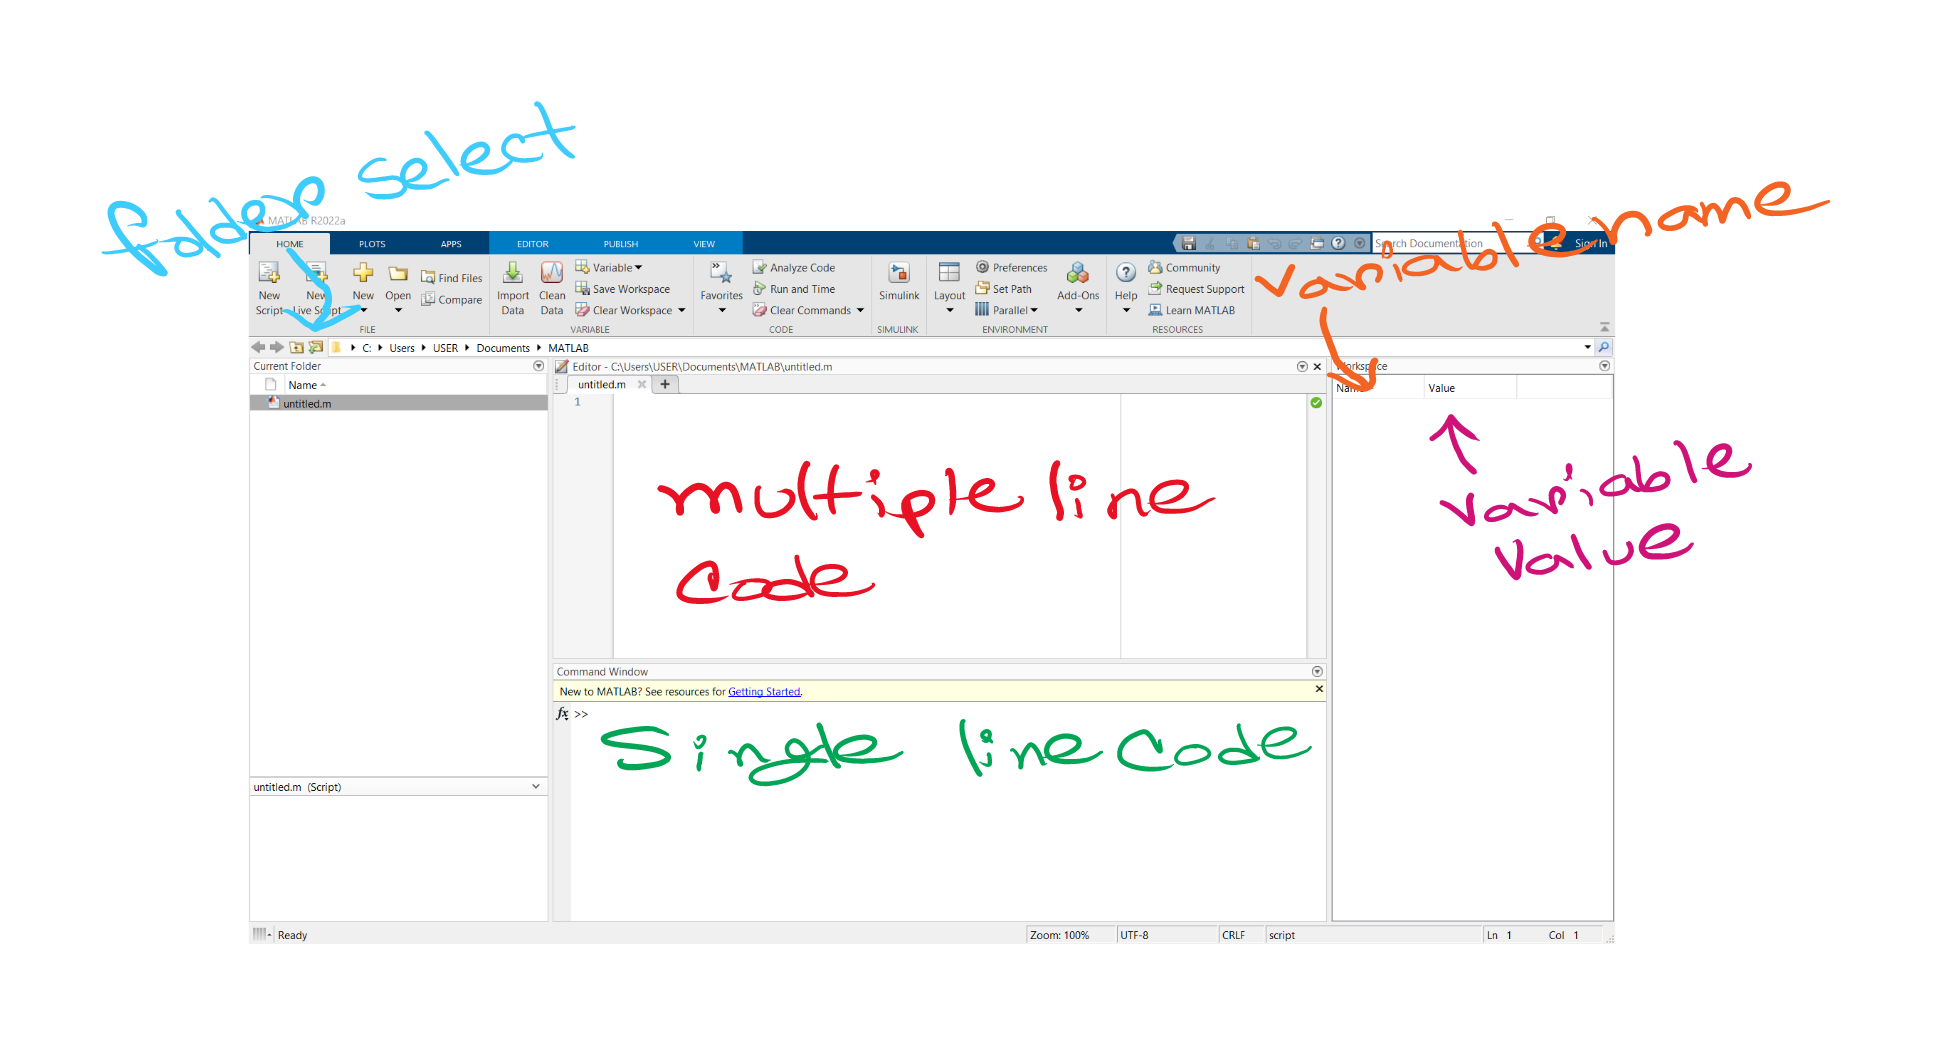 folder select
MATLAB R2022a
variable name
HOME PLOTS APPS EDITOR PUBLISH VIEW Search Documentation Sign In
New Script New Live Script New Open Find Files Compare
FILE
Import Data Clean Data Variable Save Workspace Clear Workspace
VARIABLE
Favorites Analyze Code Run and Time Clear Commands
CODE
Simulink
SIMULINK
Layout Preferences Set Path Parallel Add-Ons
ENVIRONMENT
Help Community Request Support Learn MATLAB
RESOURCES
C: Users USER Documents MATLAB
Current Folder
Name
untitled.m
Editor - C:\Users\USER\Documents\MATLAB\untitled.m
untitled.m
1
multiple line
code
Workspace
Name Value
variable
value
Command Window
New to MATLAB? See resources for Getting Started.
fx >>
Single line Code
untitled.m (Script)
Ready Zoom: 100% UTF-8 CRLF script Ln 1 Col 1